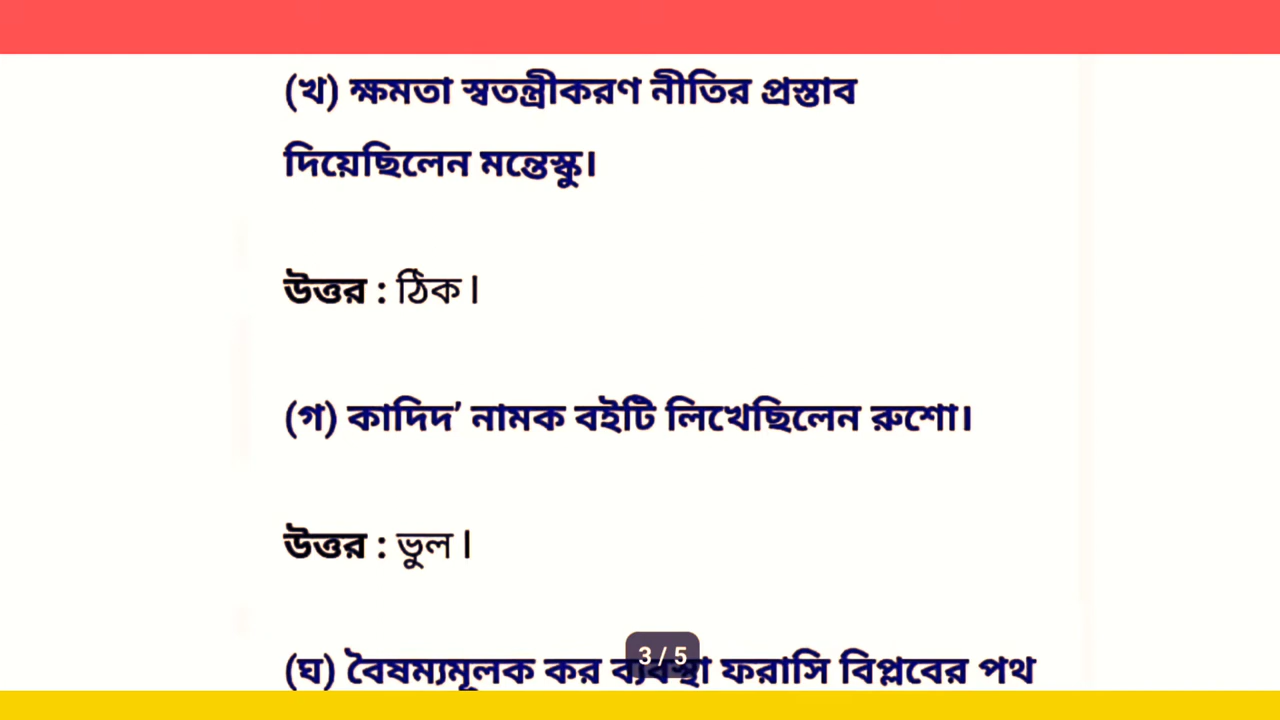 (খ) ক্ষমতা স্বতন্ত্রীকরণ নীতির প্রস্তাব
দিয়েছিলেন মন্তেস্কু।
উত্তর : ঠিক।
(গ) কাদিদ’ নামক বইটি লিখেছিলেন রুশো।
উত্তর : ভুল।
(ঘ) বৈষম্যমূলক কর ব্যবস্থা ফরাসি বিপ্লবের পথ
3 / 5